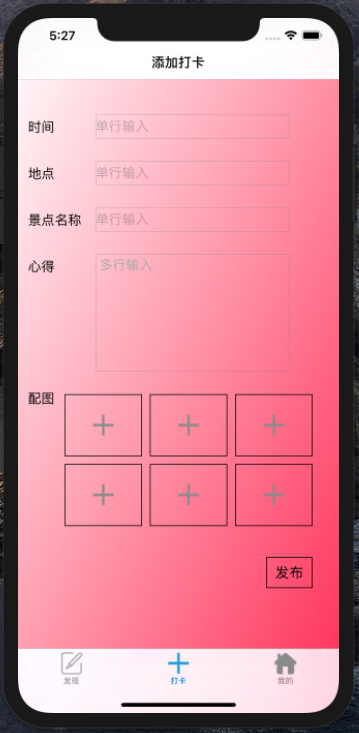 5:27
添加打卡
时间 单行输入
地点 单行输入
景点名称 单行输入
心得 多行输入
配图
发布
发现 打卡 我的